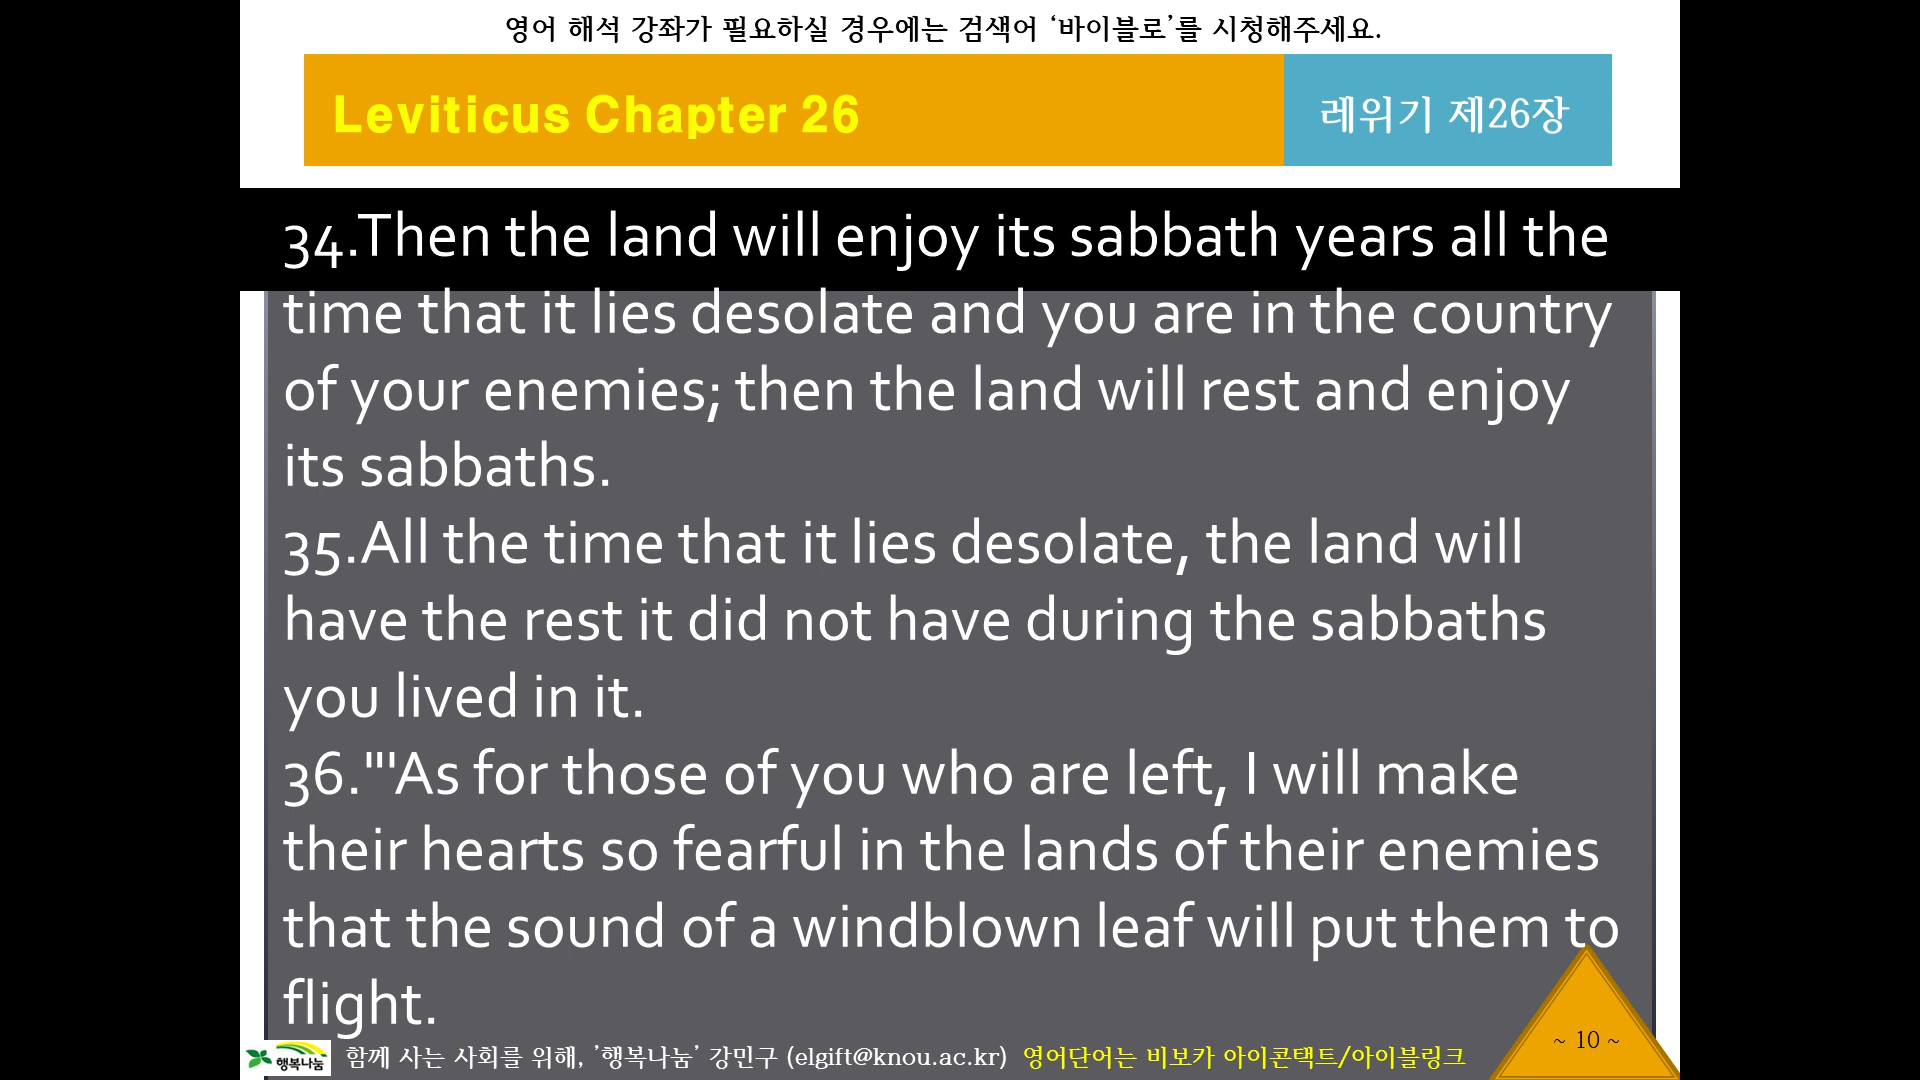 영어 해석 강좌가 필요하실 경우에는 검색어 ‘바이블로’를 시청해주세요.
Leviticus Chapter 26
레위기 제26장
34.Then the land will enjoy its sabbath years all the
time that it lies desolate and you are in the country
of your enemies; then the land will rest and enjoy
its sabbaths.
35.All the time that it lies desolate, the land will
have the rest it did not have during the sabbaths
you lived in it.
36."'As for those of you who are left, I will make
their hearts so fearful in the lands of their enemies
that the sound of a windblown leaf will put them to
flight.
~ 10 ~
행복나눔
함께 사는 사회를 위해, ’행복나눔’ 강민구 (elgift@knou.ac.kr) 영어단어는 비보카 아이콘택트/아이블링크